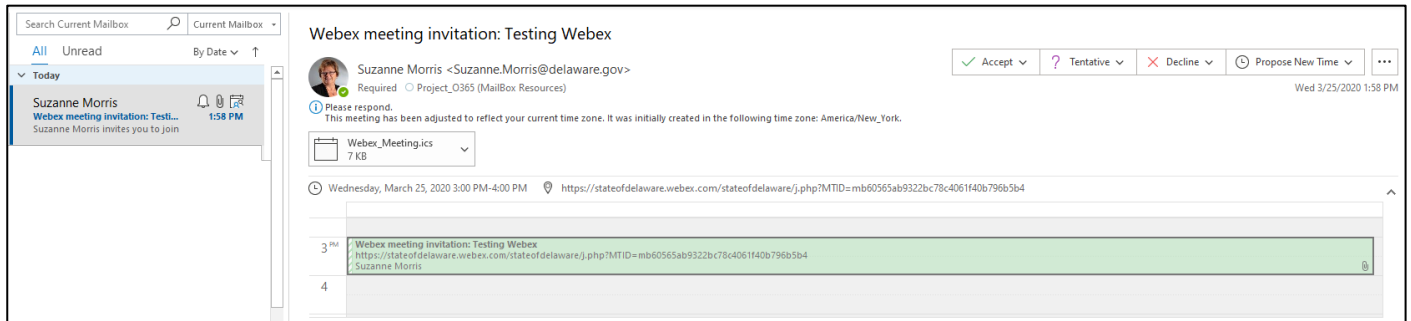 Search Current Mailbox
Current Mailbox
All Unread By Date
Today
Suzanne Morris
Webex meeting invitation: Testi... 1:58 PM
Suzanne Morris invites you to join
Webex meeting invitation: Testing Webex
Suzanne Morris <Suzanne.Morris@delaware.gov>
Required Project_O365 (MailBox Resources)
Accept ? Tentative Decline Propose New Time ...
Wed 3/25/2020 1:58 PM
Please respond.
This meeting has been adjusted to reflect your current time zone. It was initially created in the following time zone: America/New_York.
Webex_Meeting.ics
7 KB
Wednesday, March 25, 2020 3:00 PM-4:00 PM https://stateofdelaware.webex.com/stateofdelaware/j.php?MTID=mb60565ab9322bc78c4061f40b796b5b4
3 PM
Webex meeting invitation: Testing Webex
https://stateofdelaware.webex.com/stateofdelaware/j.php?MTID=mb60565ab9322bc78c4061f40b796b5b4
Suzanne Morris
4